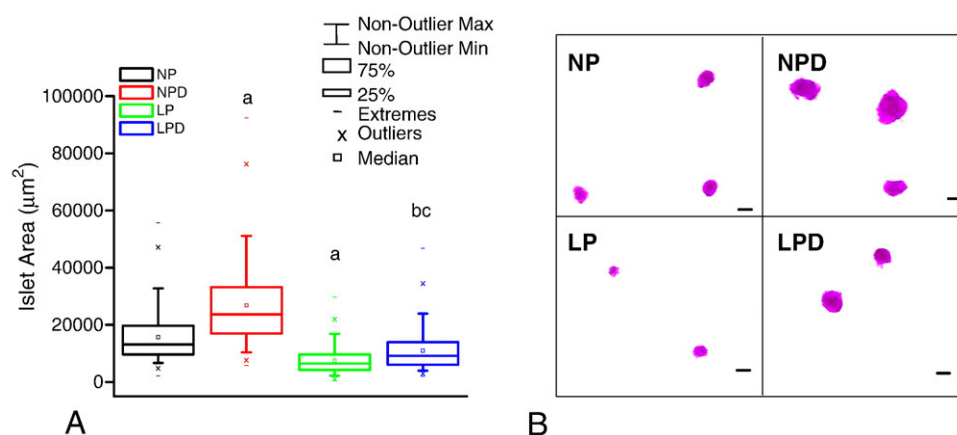 NP
NPD
LP
LPD
Non-Outlier Max
Non-Outlier Min
75%
25%
Extremes
x Outliers
Median
100000
80000
60000
40000
20000
0
Islet Area (μm²)
a
a
bc
A
NP
NPD
LP
LPD
B